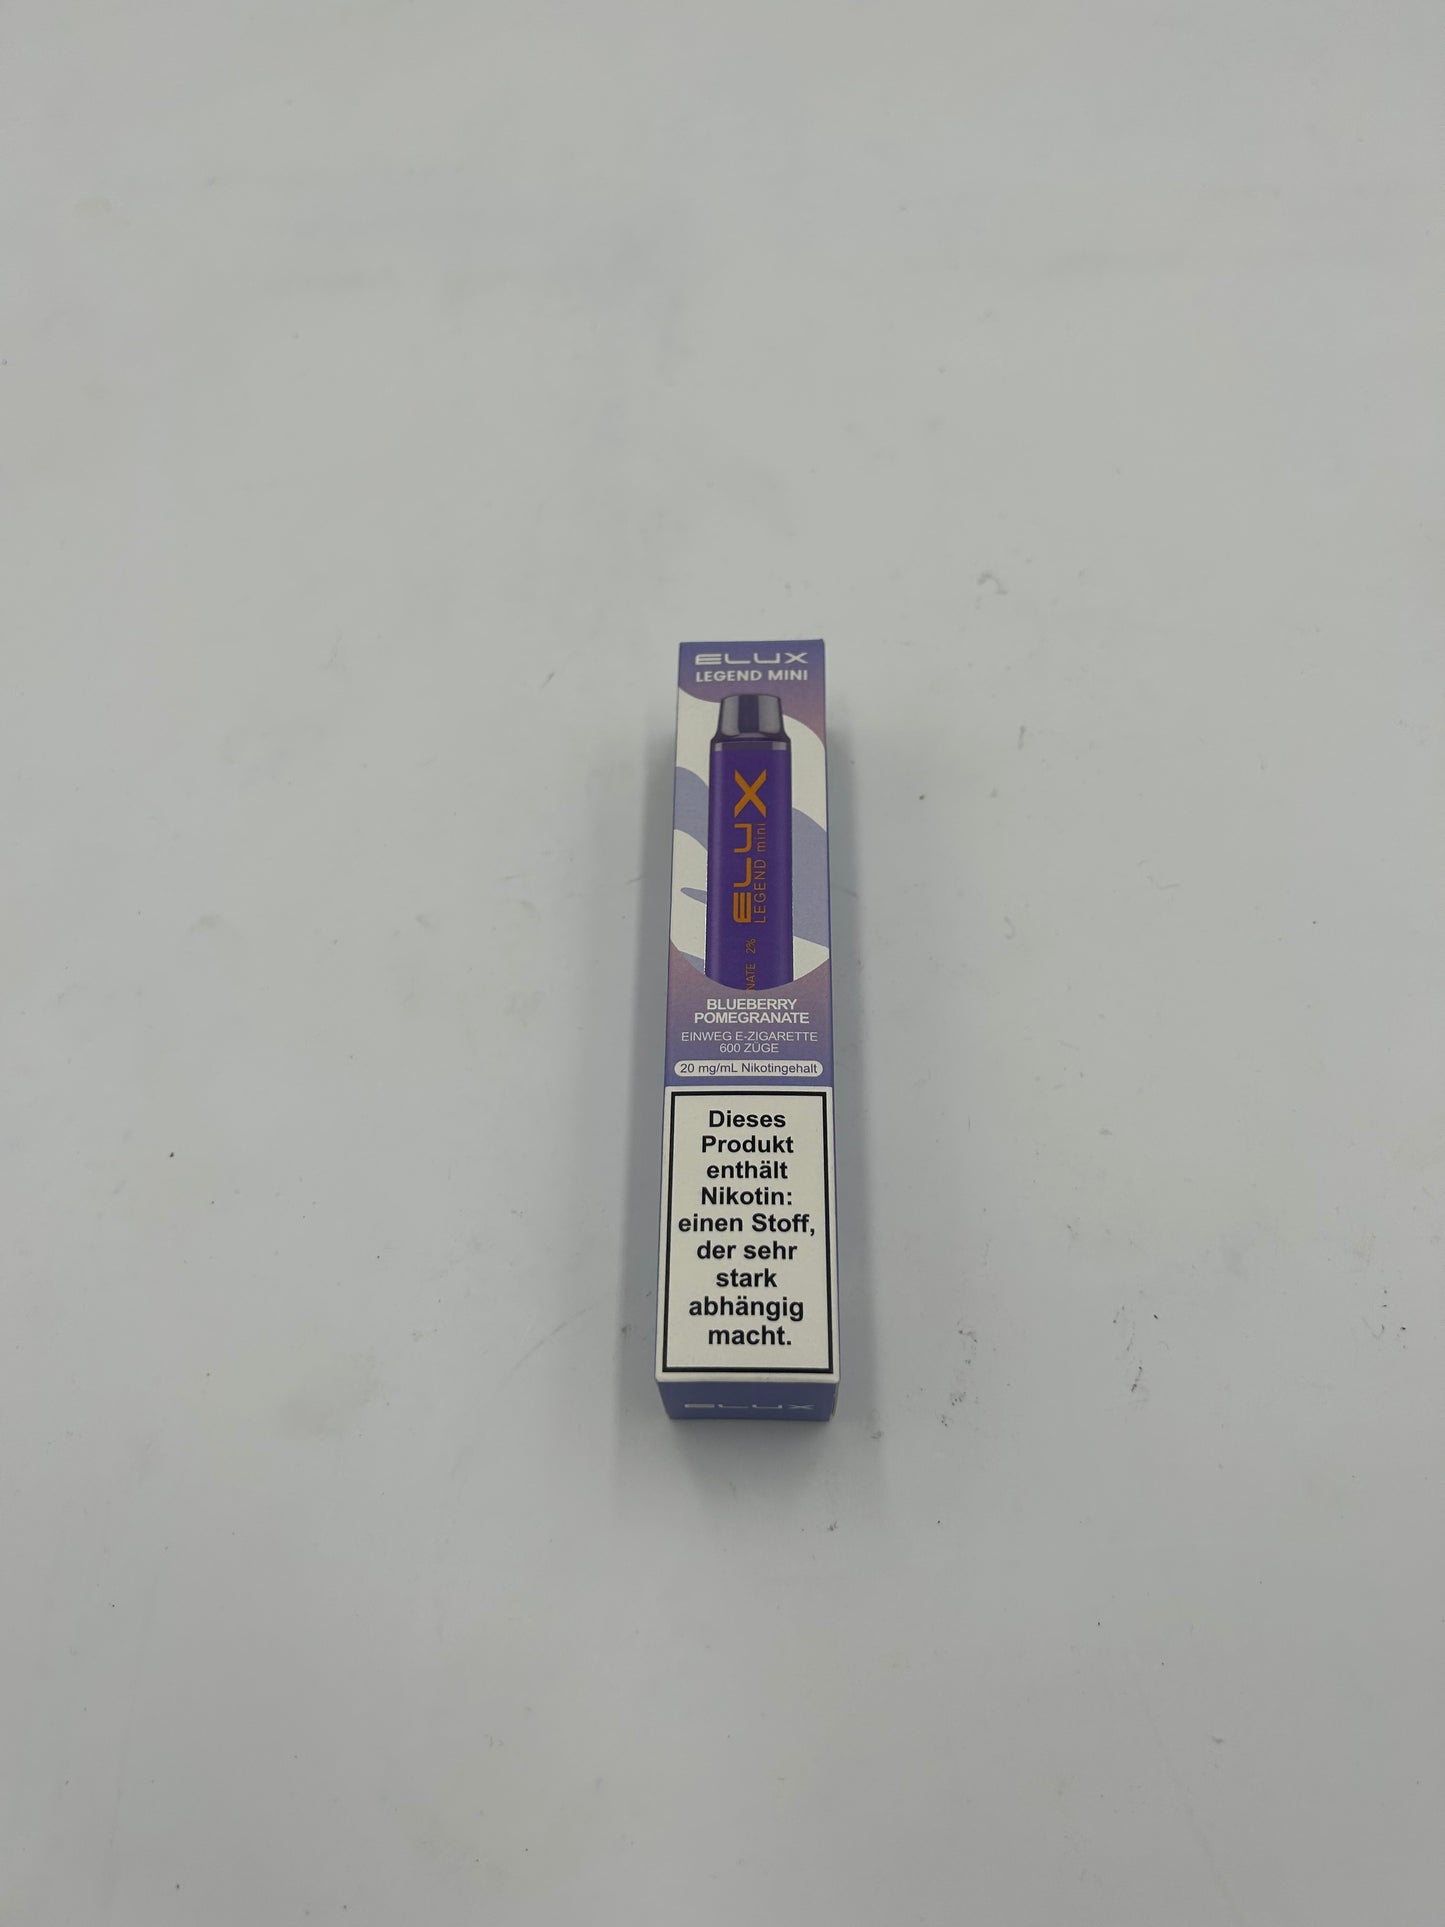 ELUX
LEGEND MINI
ELUX
LEGEND mini
NATE 2%
BLUEBERRY
POMEGRANATE
EINWEG E-ZIGARETTE
600 ZÜGE
20 mg/mL Nikotingehalt
Dieses
Produkt
enthält
Nikotin:
einen Stoff,
der sehr
stark
abhängig
macht.
ELUX